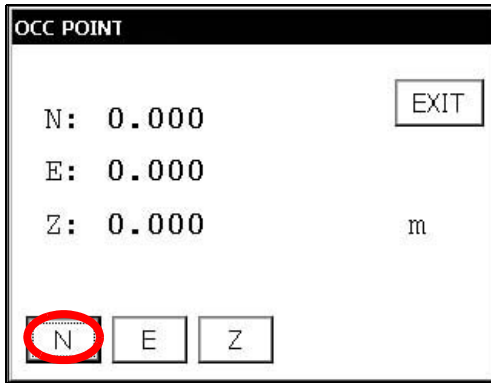 OCC POINT
EXIT
N: 0.000
E: 0.000
Z: 0.000 m
N E Z